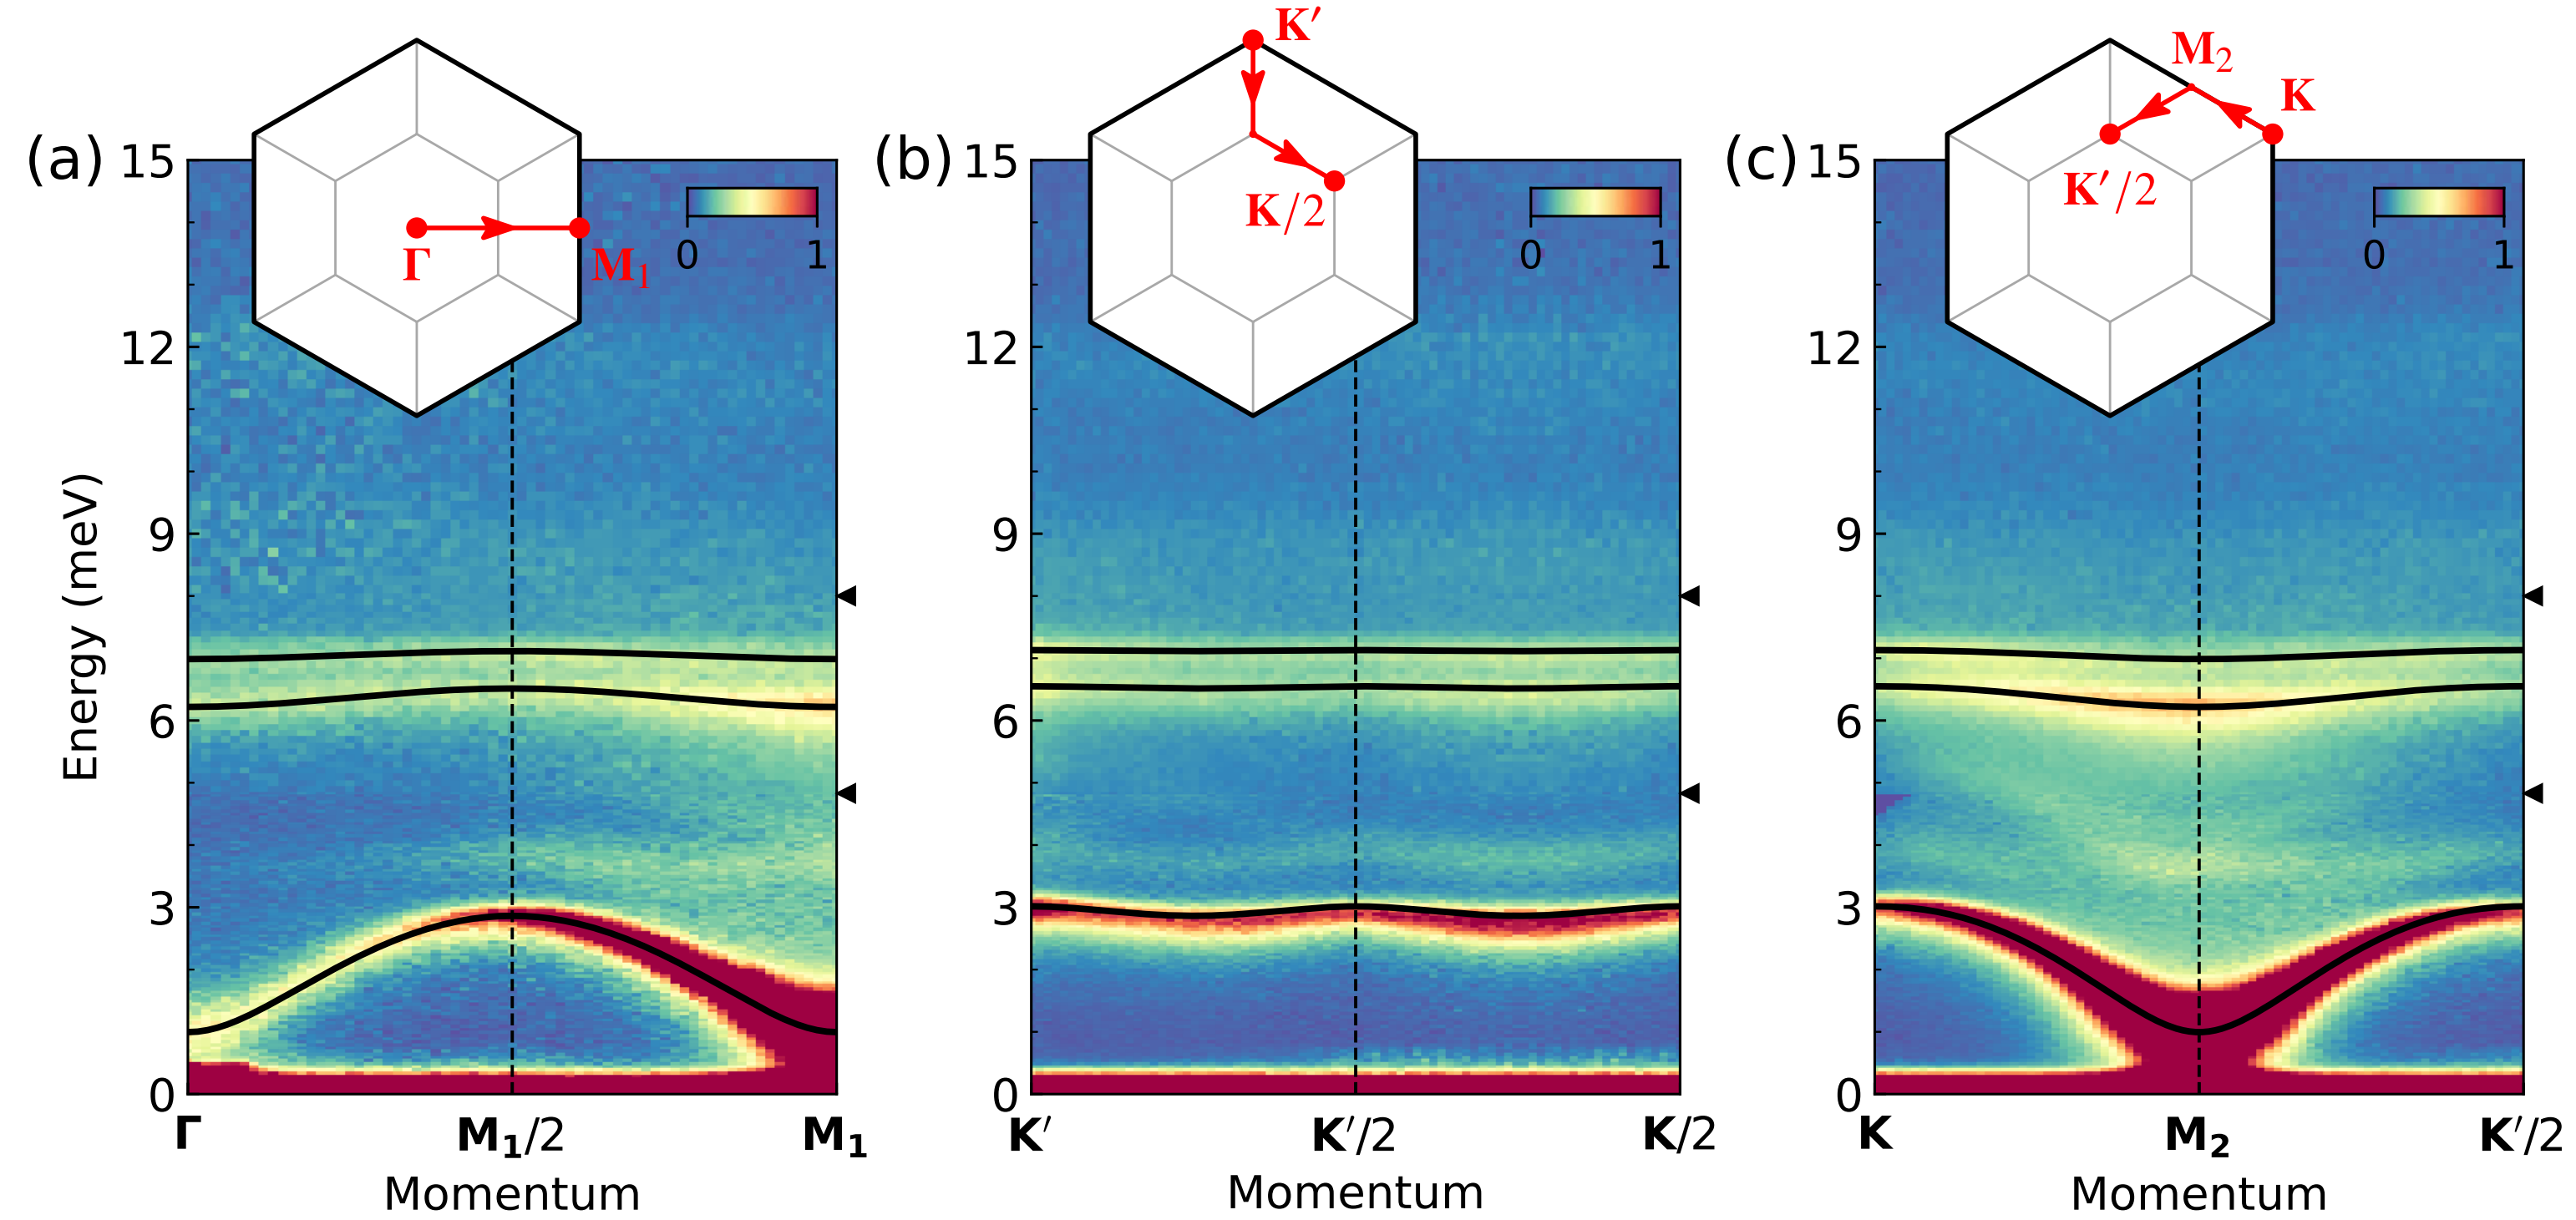 (a)
15
12
9
6
3
0
Energy (meV)
Γ
M₁
0 1
Γ M₁/2 M₁
Momentum
(b)
15
12
9
6
3
0
K′
K/2
0 1
K′ K′/2 K/2
Momentum
(c)
15
12
9
6
3
0
M₂
K
K′/2
0 1
K M₂ K′/2
Momentum